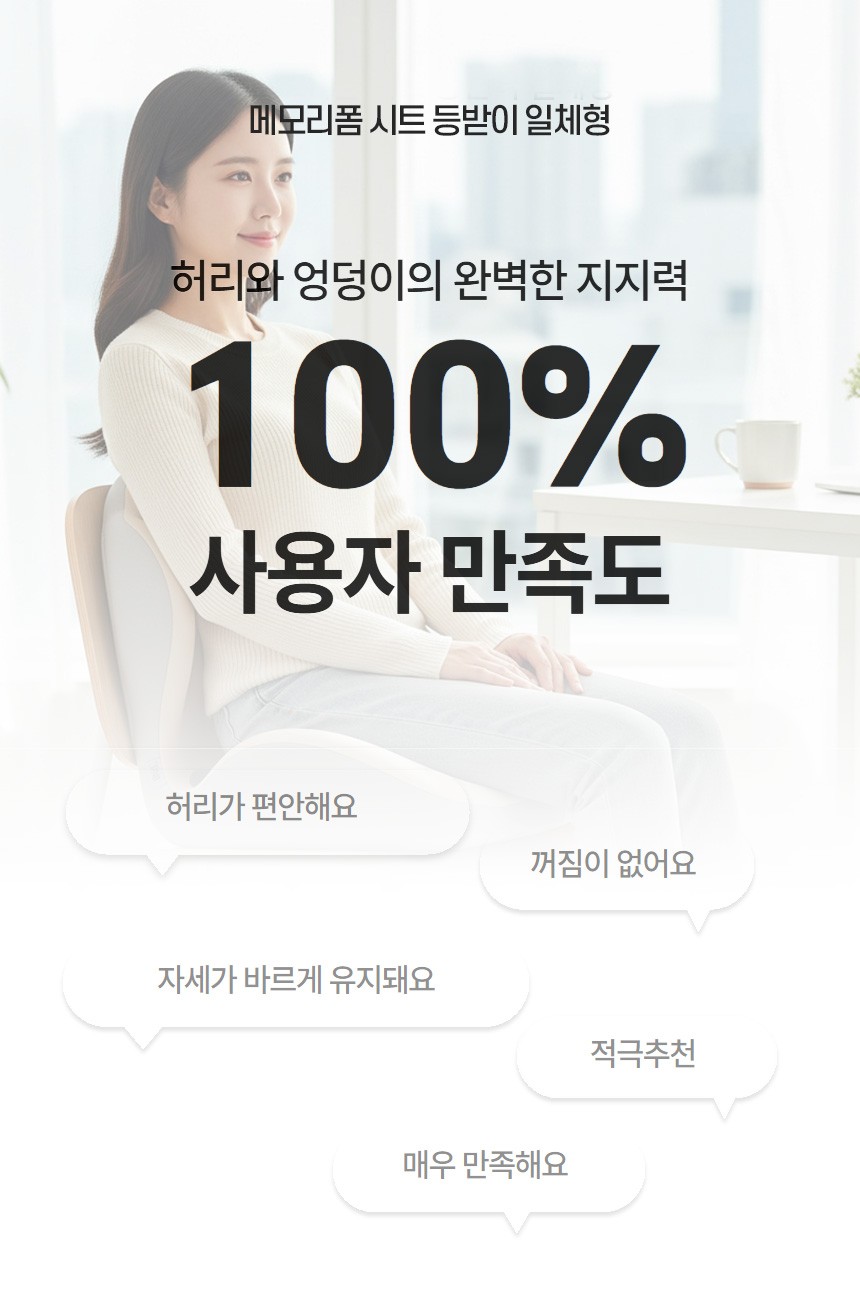 메모리폼 시트 등받이 일체형
허리와 엉덩이의 완벽한 지지력
100%
사용자 만족도
허리가 편안해요
꺼짐이 없어요
자세가 바르게 유지돼요
적극추천
매우 만족해요